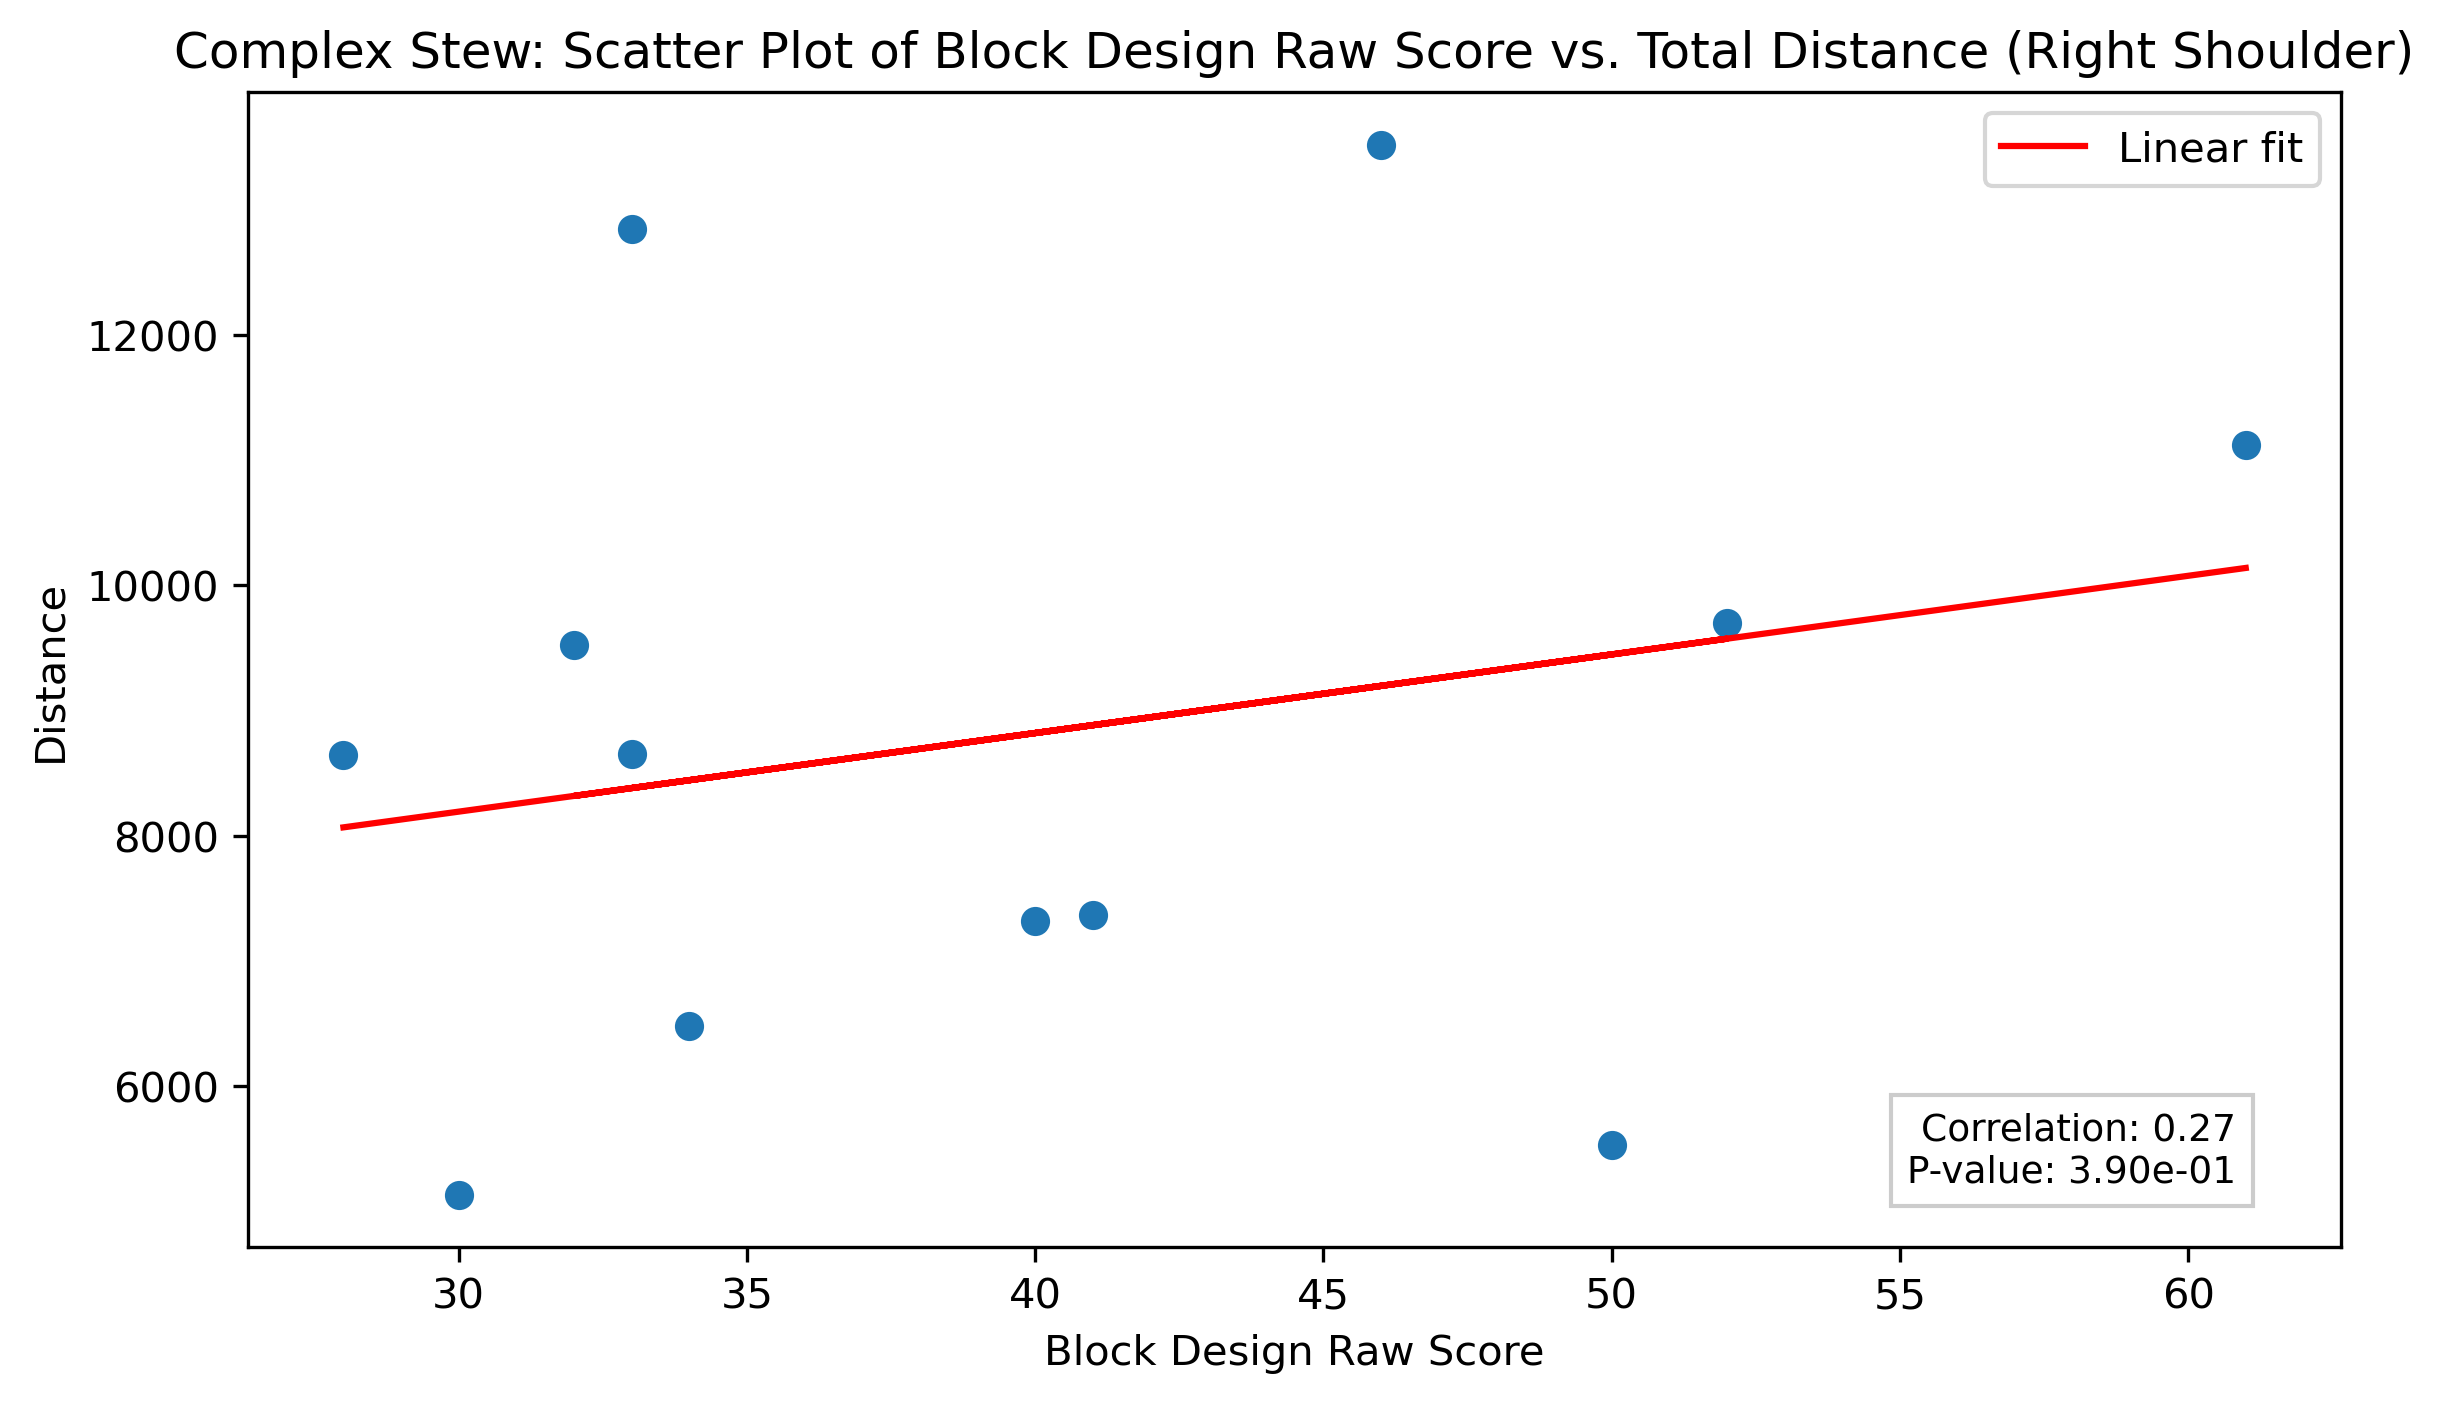 Complex Stew: Scatter Plot of Block Design Raw Score vs. Total Distance (Right Shoulder)
Linear fit
12000
10000
8000
6000
Distance
Correlation: 0.27
P-value: 3.90e-01
30 35 40 45 50 55 60
Block Design Raw Score